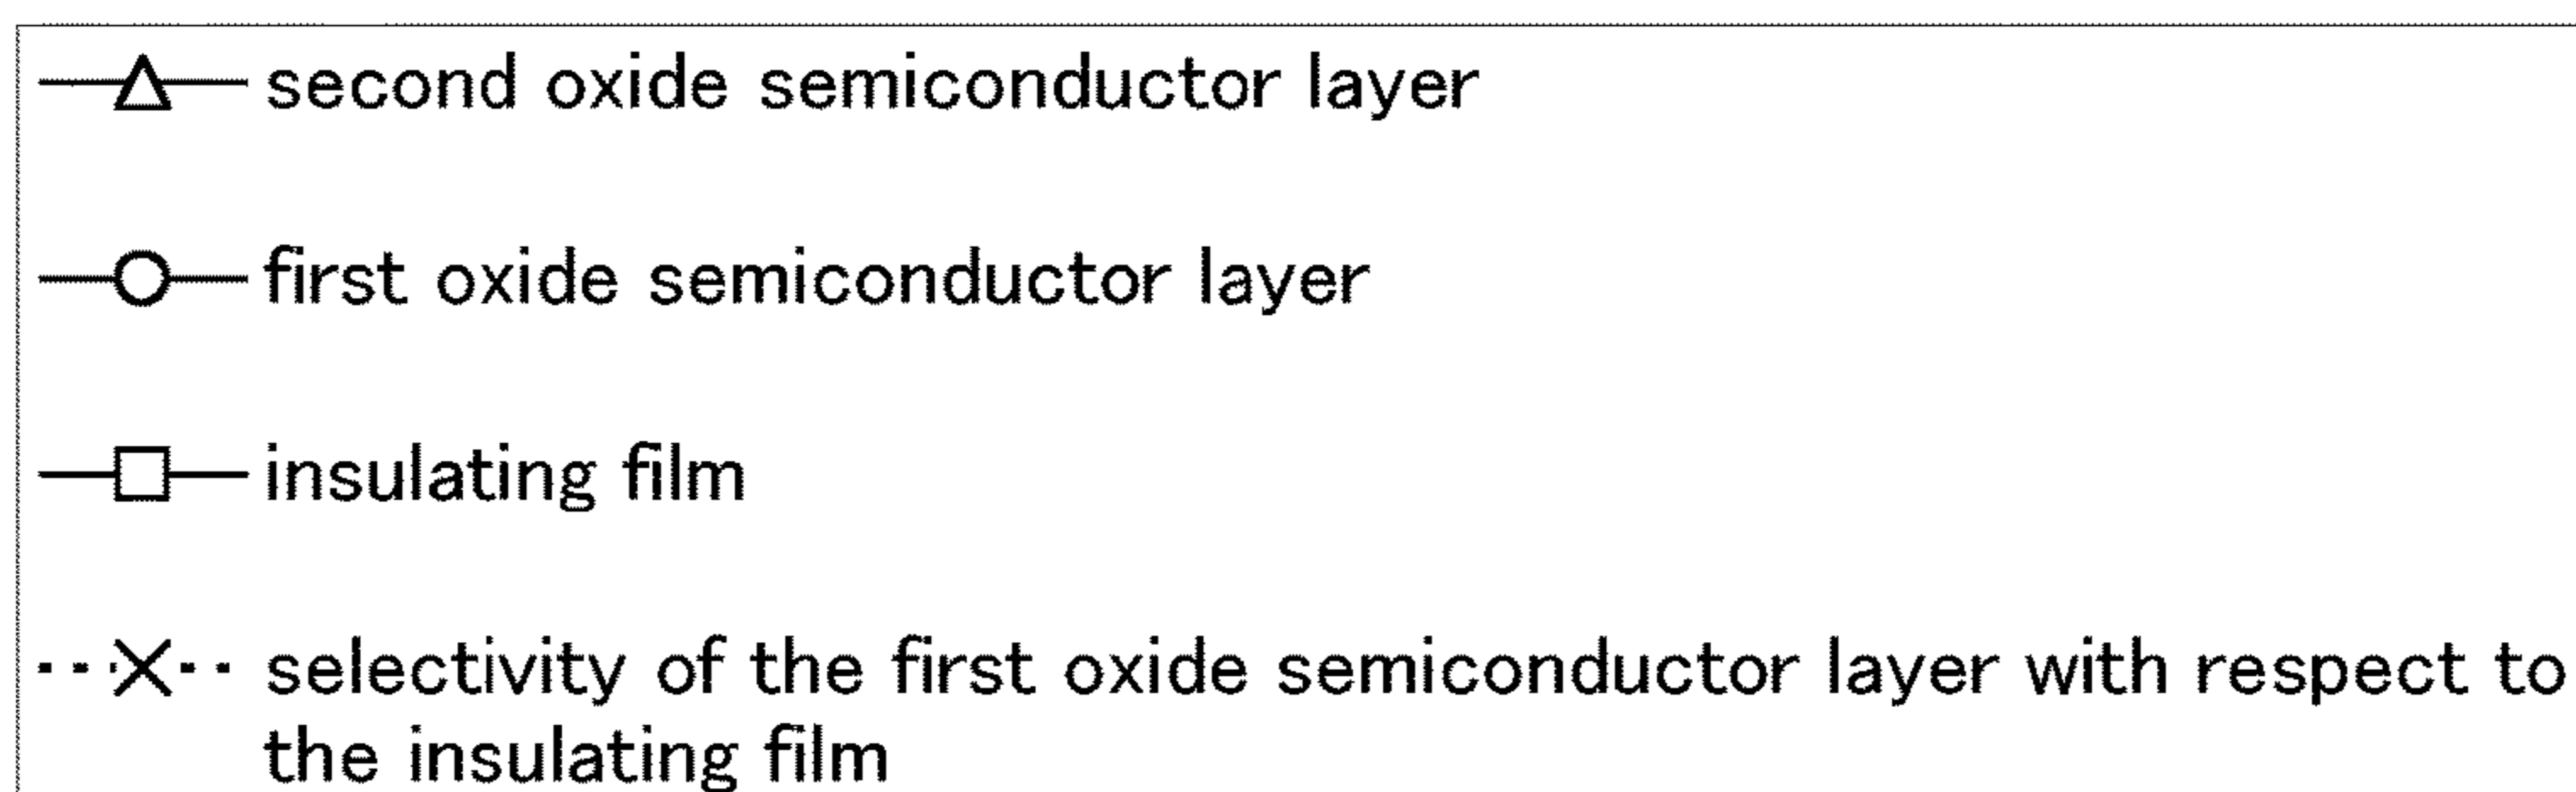 second oxide semiconductor layer
first oxide semiconductor layer
insulating film
selectivity of the first oxide semiconductor layer with respect to
the insulating film